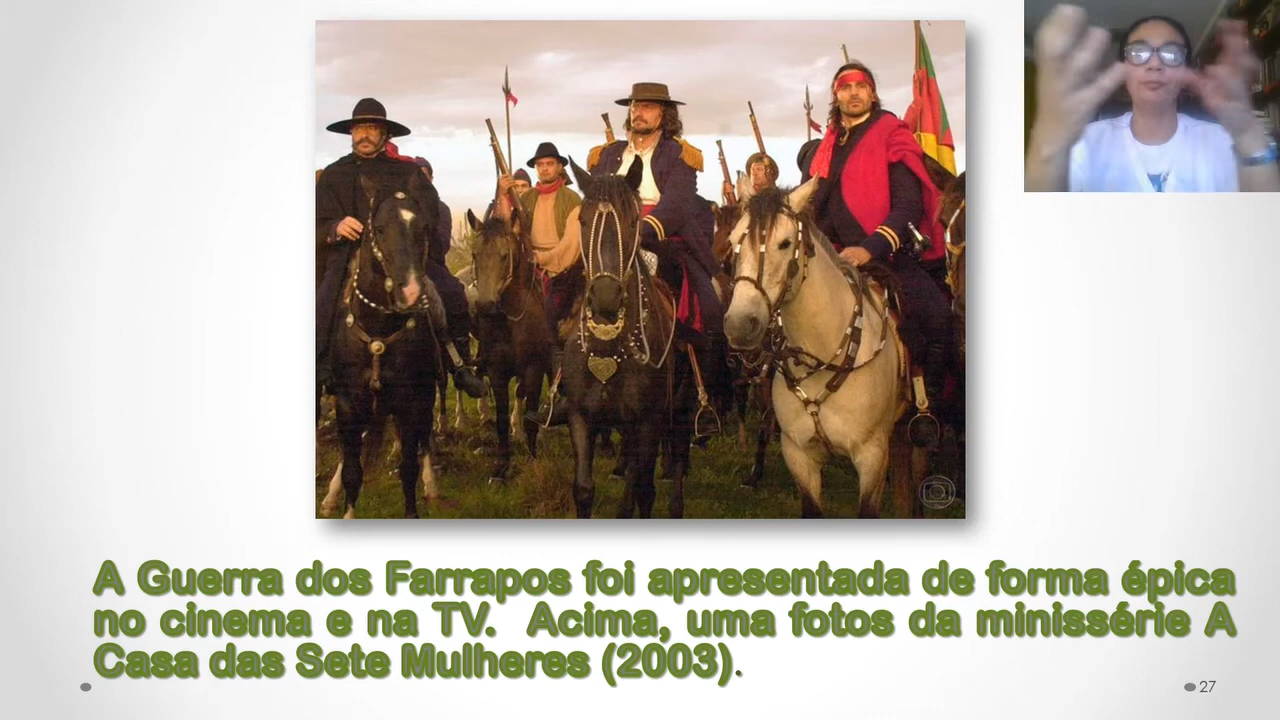 A Guerra dos Farrapos foi apresentada de forma épica
no cinema e na TV. Acima, uma fotos da minissérie A
Casa das Sete Mulheres (2003).
27